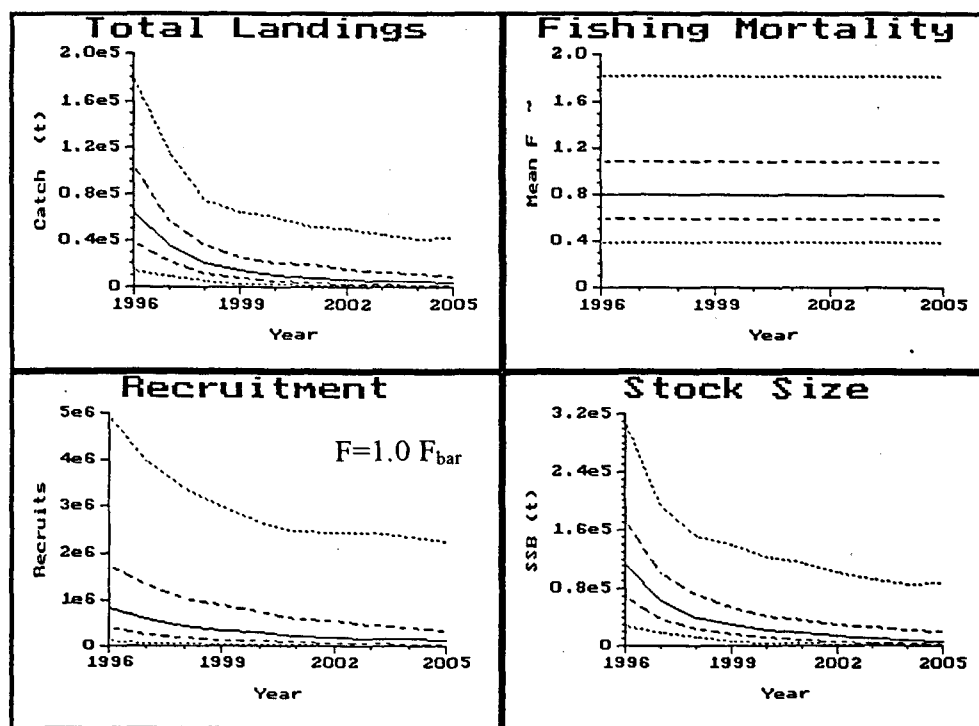 Total Landings
2.0e5
1.6e5
1.2e5
0.8e5
0.4e5
0
Catch (t)
1996 1999 2002 2005
Year
Fishing Mortality
2.0
1.6
1.2
0.8
0.4
0
Mean F ~
1996 1999 2002 2005
Year
Recruitment
5e6
4e6
3e6
2e6
1e6
0
Recruits
F=1.0 Fbar
1996 1999 2002 2005
Year
Stock Size
3.2e5
2.4e5
1.6e5
0.8e5
0
SSB (t)
1996 1999 2002 2005
Year